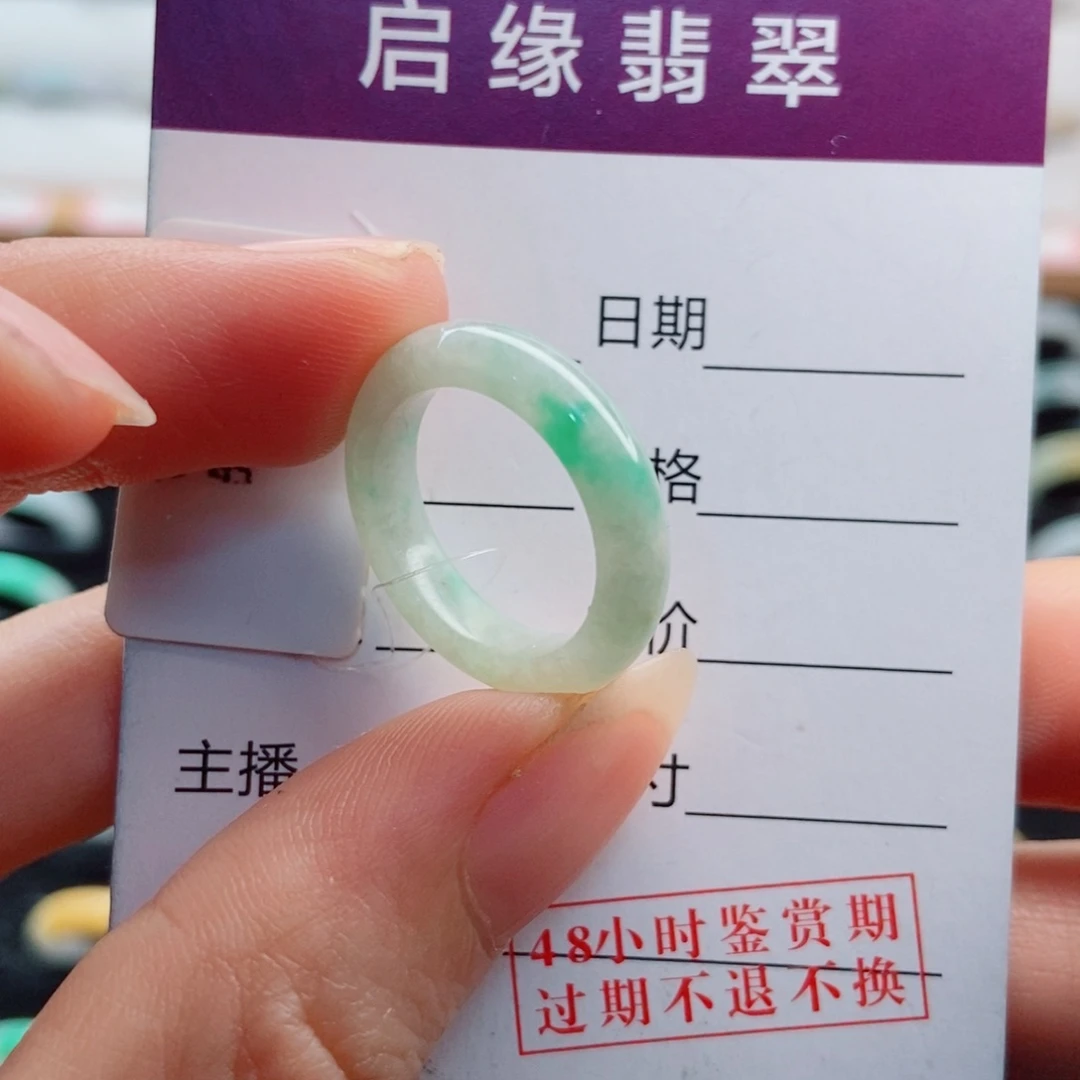 启缘翡翠
日期
格
价
主播
寸
48小时鉴赏期
过期不退不换